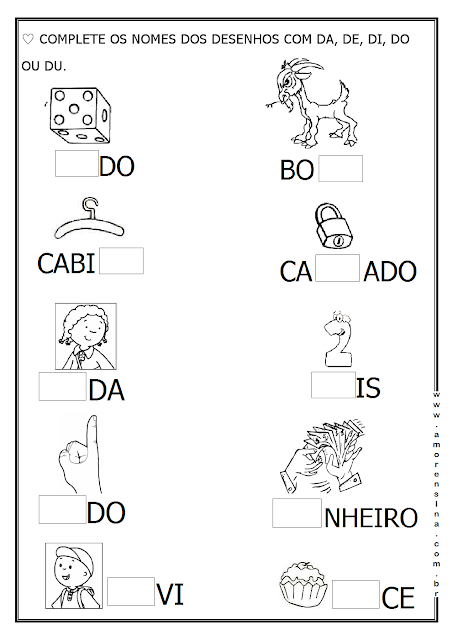 ♡ COMPLETE OS NOMES DOS DESENHOS COM DA, DE, DI, DO
OU DU.
DO
BO
CABI
CA ADO
DA
2
IS
DO
NHEIRO
VI
CE
www.amorensina.com.br